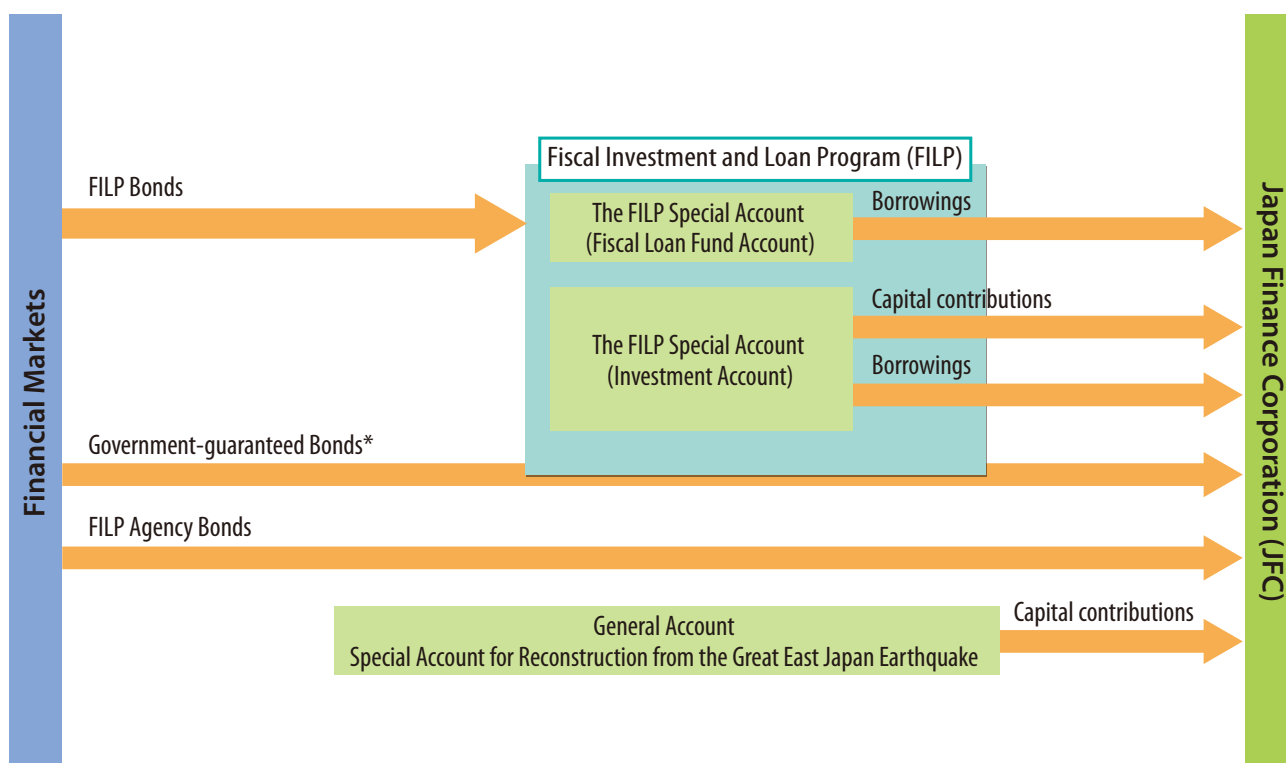 Financial Markets
Fiscal Investment and Loan Program (FILP)
FILP Bonds
The FILP Special Account
(Fiscal Loan Fund Account)
Borrowings
Capital contributions
The FILP Special Account
(Investment Account)
Borrowings
Government-guaranteed Bonds*
FILP Agency Bonds
General Account
Special Account for Reconstruction from the Great East Japan Earthquake
Capital contributions
Japan Finance Corporation (JFC)